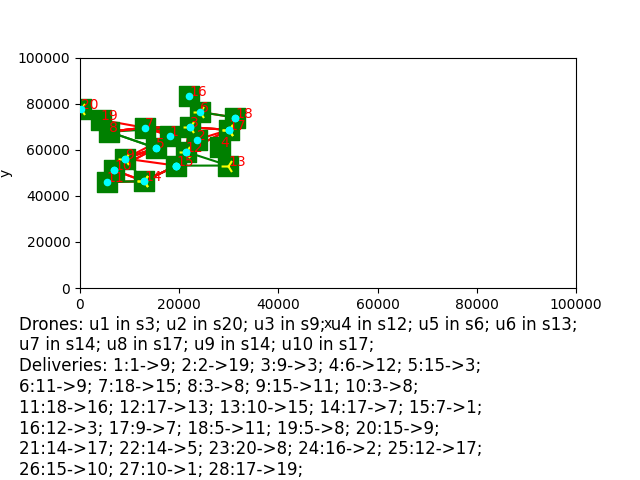 100000
80000
60000
40000
20000
0
y
0 20000 40000 60000 80000 100000
x
Drones: u1 in s3; u2 in s20; u3 in s9; u4 in s12; u5 in s6; u6 in s13;
u7 in s14; u8 in s17; u9 in s14; u10 in s17;
Deliveries: 1:1->9; 2:2->19; 3:9->3; 4:6->12; 5:15->3;
6:11->9; 7:18->15; 8:3->8; 9:15->11; 10:3->8;
11:18->16; 12:17->13; 13:10->15; 14:17->7; 15:7->1;
16:12->3; 17:9->7; 18:5->11; 19:5->8; 20:15->9;
21:14->17; 22:14->5; 23:20->8; 24:16->2; 25:12->17;
26:15->10; 27:10->1; 28:17->19;